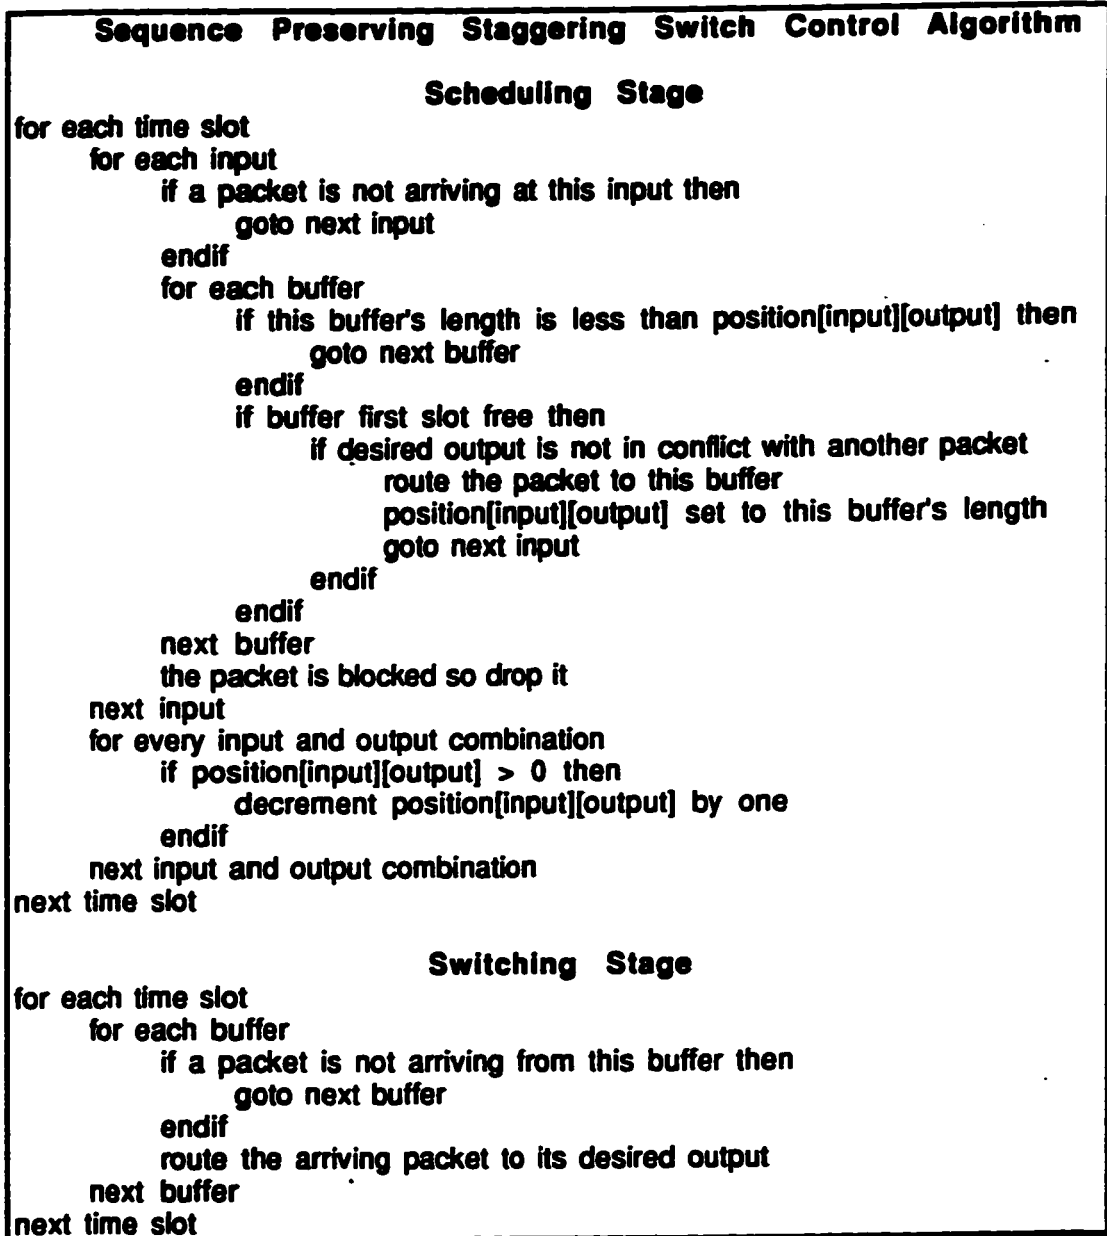 Sequence Preserving Staggering Switch Control Algorithm
Scheduling Stage
for each time slot
for each input
if a packet is not arriving at this input then
goto next input
endif
for each buffer
if this buffer's length is less than position[input][output] then
goto next buffer
endif
if buffer first slot free then
if desired output is not in conflict with another packet
route the packet to this buffer
position[input][output] set to this buffer's length
goto next input
endif
endif
next buffer
the packet is blocked so drop it
next input
for every input and output combination
if position[input][output] > 0 then
decrement position[input][output] by one
endif
next input and output combination
next time slot
Switching Stage
for each time slot
for each buffer
if a packet is not arriving from this buffer then
goto next buffer
endif
route the arriving packet to its desired output
next buffer
next time slot